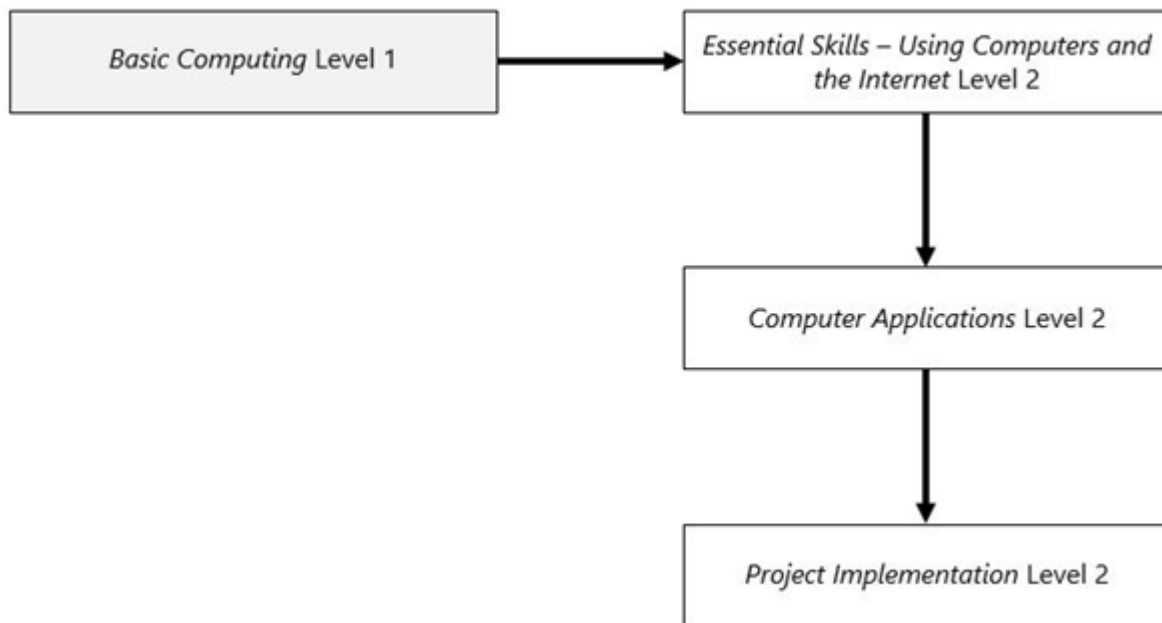 Basic Computing Level 1
Essential Skills – Using Computers and
the Internet Level 2
Computer Applications Level 2
Project Implementation Level 2